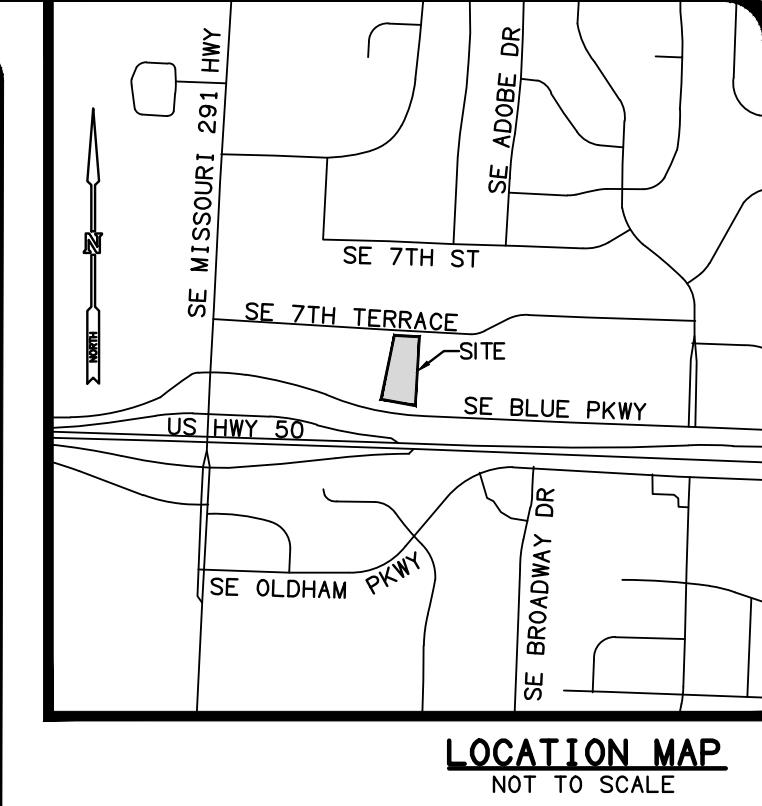 SE MISSOURI 291 HWY
SE ADOBE DR
N
NORTH
SE 7TH ST
SE 7TH TERRACE
SITE
SE BLUE PKWY
US HWY 50
SE OLDHAM PKWY
SE BROADWAY DR
LOCATION MAP
NOT TO SCALE